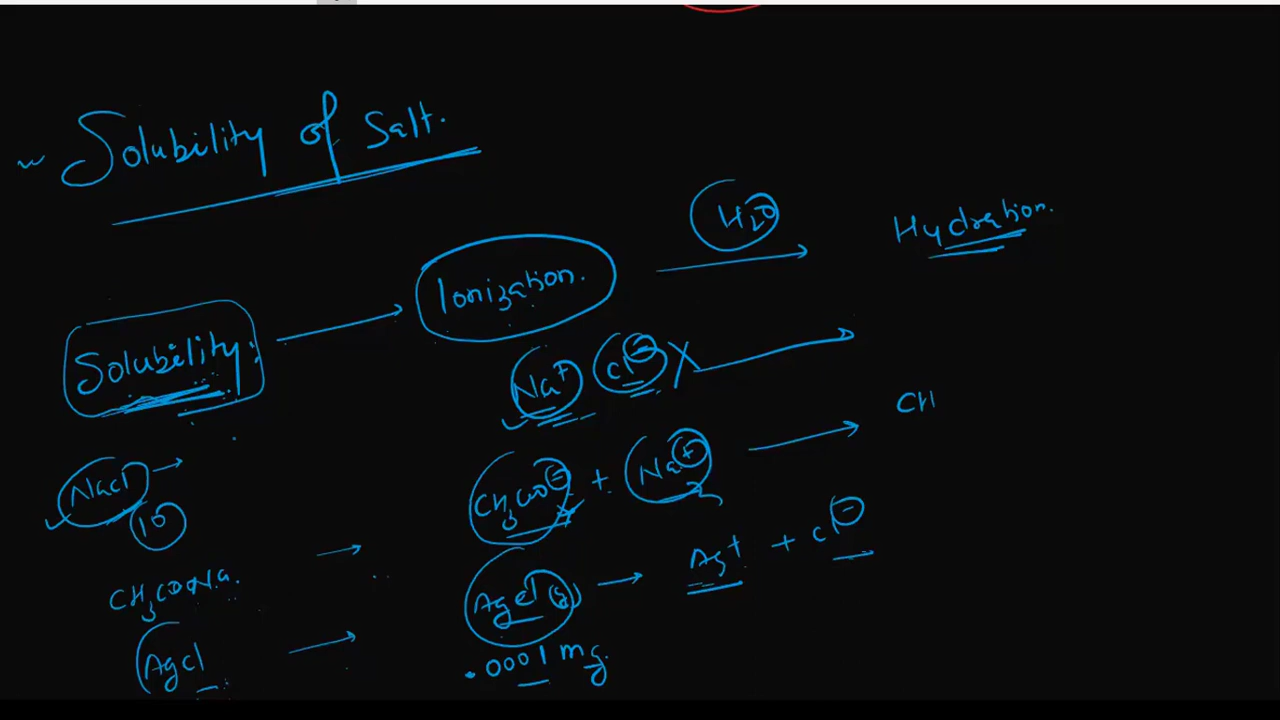 ~ Solubility of Salt.
H2O
Hydration.
Solubility: → Ionization. →
Na+ Cl⊖ ✗ →
NaCl →
10
CH3COO⊖ + Na⊕ → CH
CH3COONa. →
AgCl(s) → Ag+ + Cl⊖
AgCl →
.0001 mg.